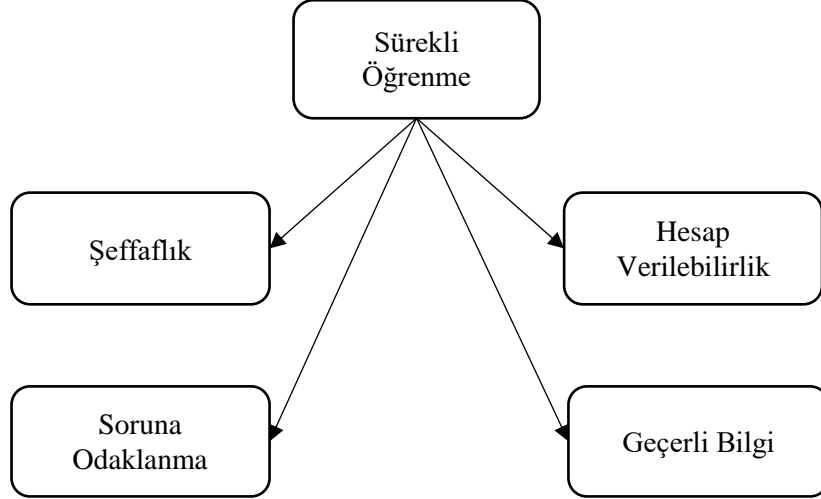 Sürekli
Öğrenme
Şeffaflık
Hesap
Verilebilirlik
Soruna
Odaklanma
Geçerli Bilgi